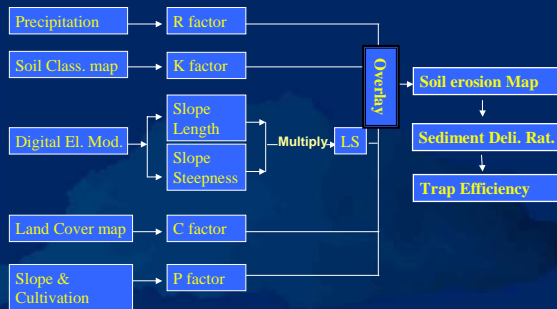 Precipitation
R factor
Soil Class. map
K factor
Overlay
Soil erosion Map
Slope
Length
Digital El. Mod.
Multiply
LS
Sediment Deli. Rat.
Slope
Steepness
Trap Efficiency
Land Cover map
C factor
Slope &
Cultivation
P factor